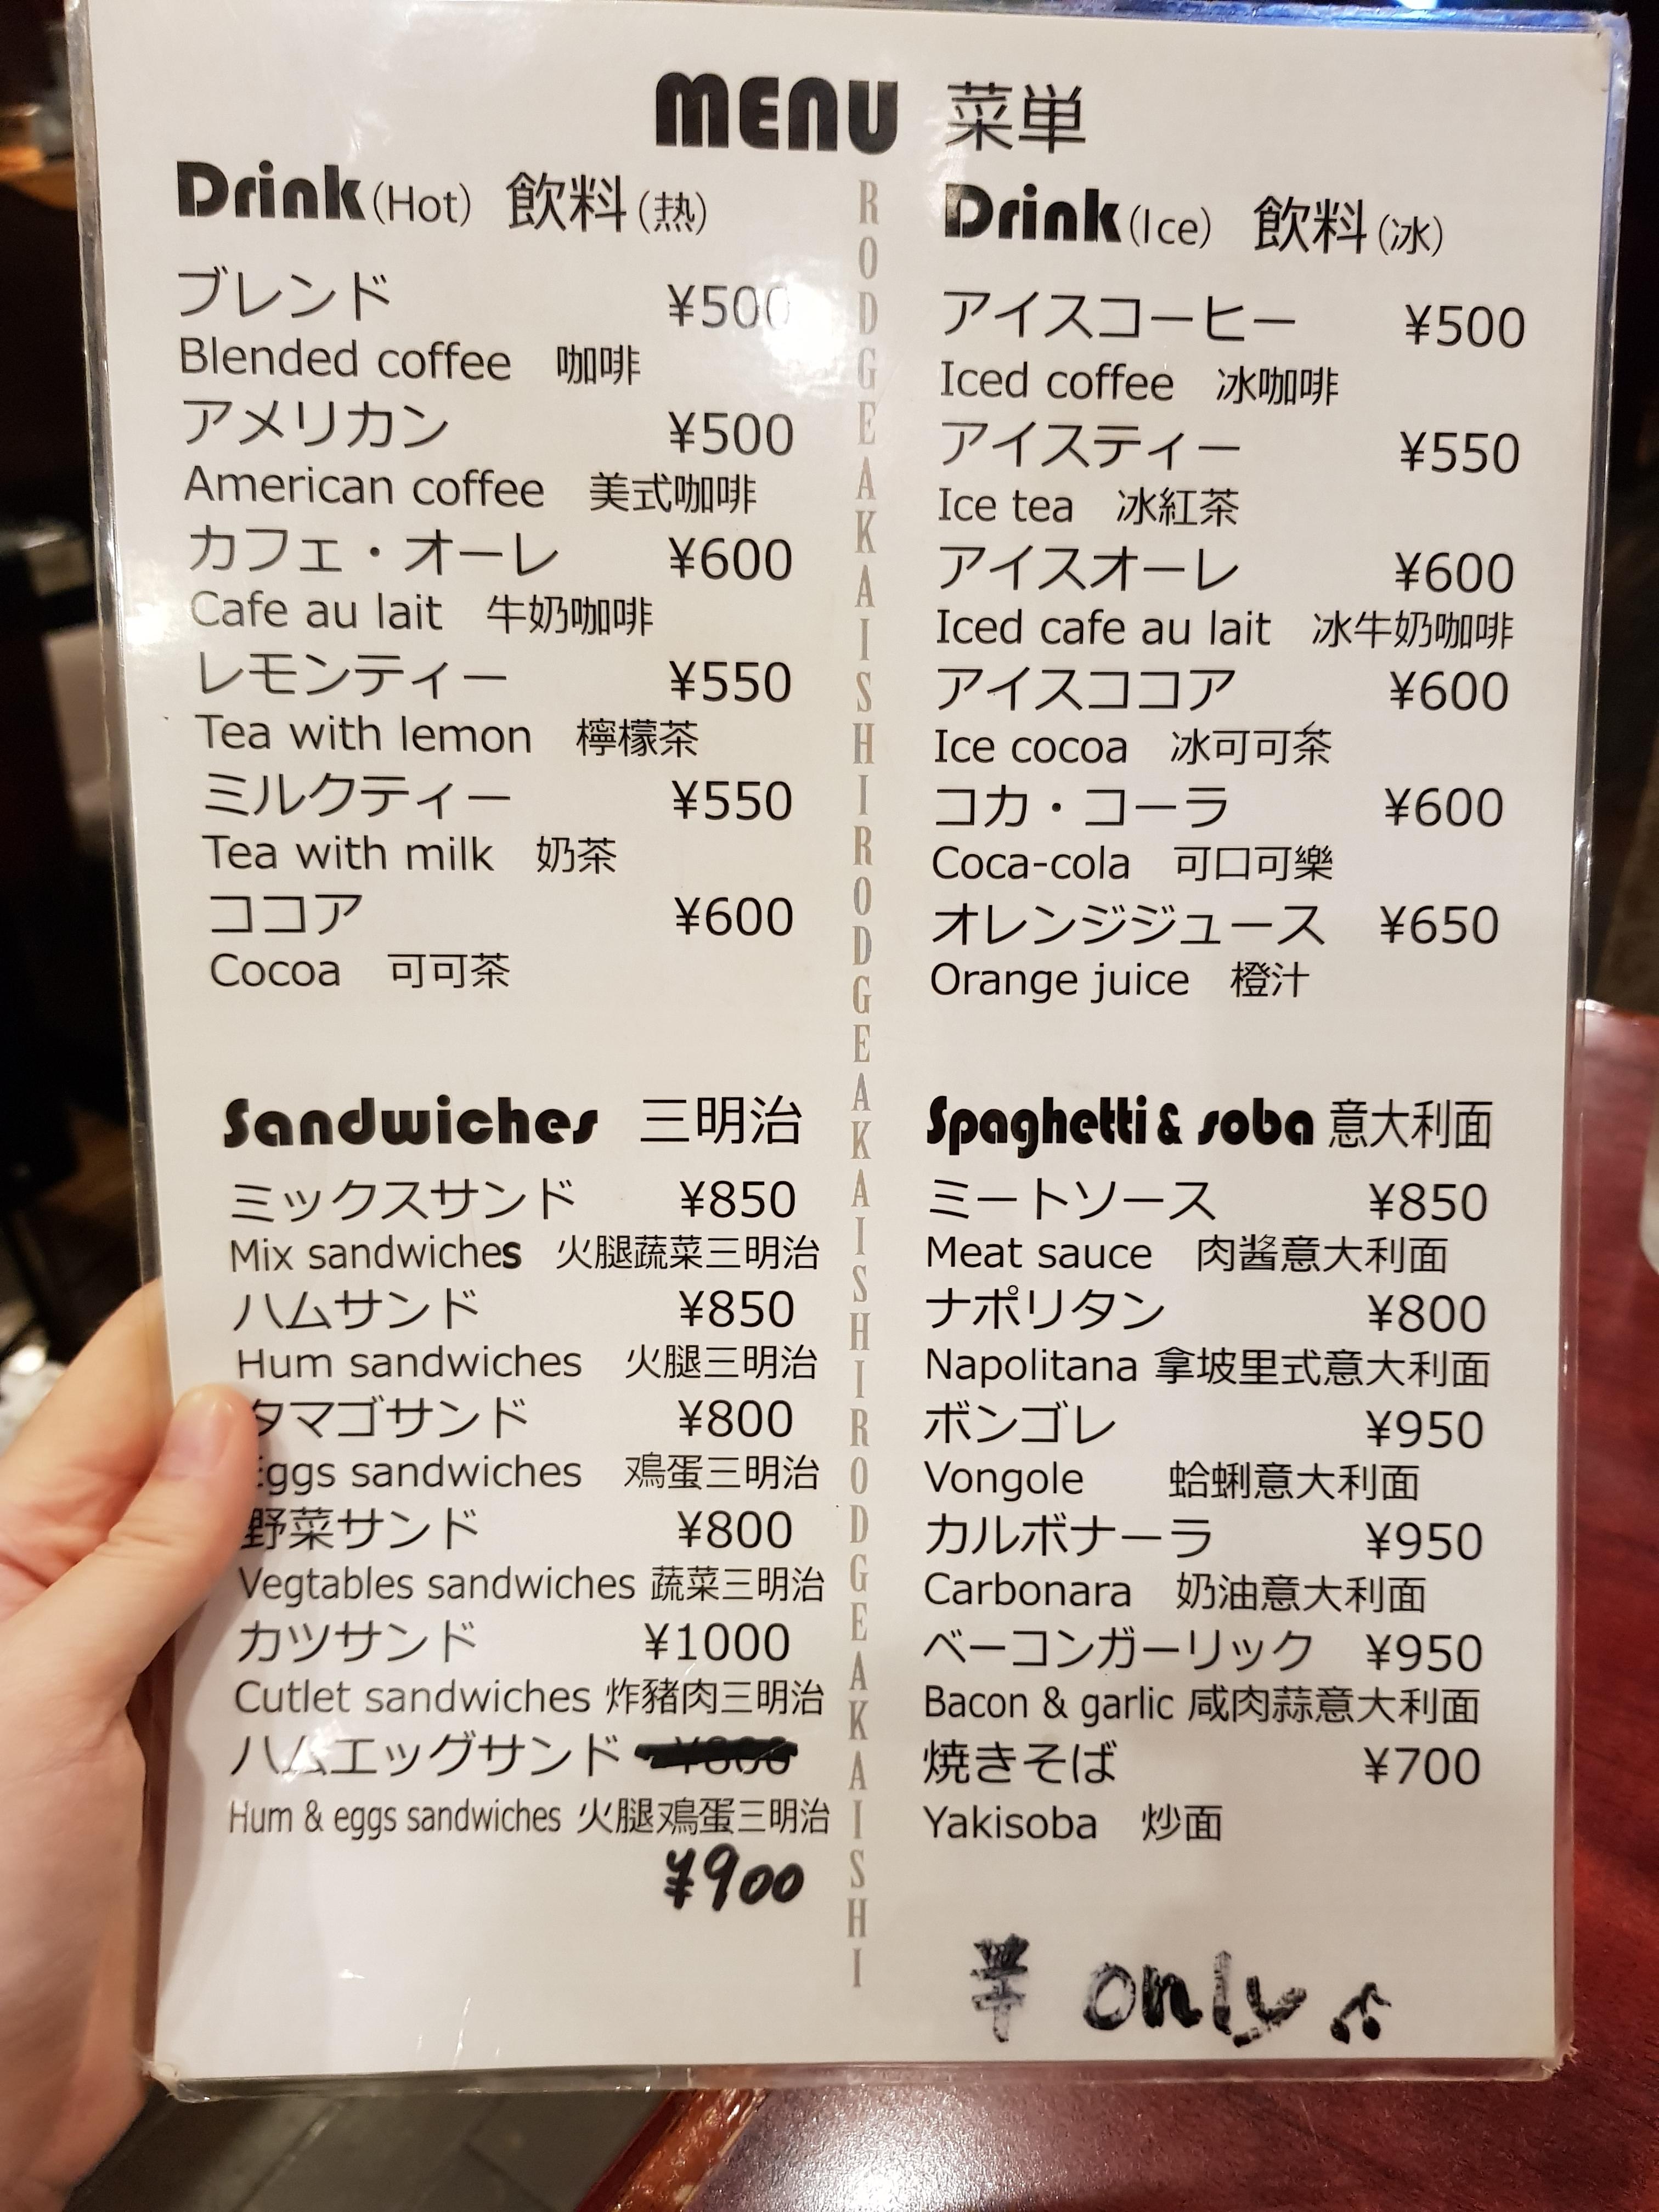 MENU 菜単
Drink(Hot) 飲料(热)
ブレンド ¥500
Blended coffee 咖啡
アメリカン ¥500
American coffee 美式咖啡
カフェ・オーレ ¥600
Cafe au lait 牛奶咖啡
レモンティー ¥550
Tea with lemon 檸檬茶
ミルクティー ¥550
Tea with milk 奶茶
ココア ¥600
Cocoa 可可茶
Sandwiches 三明治
ミックスサンド ¥850
Mix sandwiches 火腿蔬菜三明治
ハムサンド ¥850
Hum sandwiches 火腿三明治
タマゴサンド ¥800
Eggs sandwiches 鳮蛋三明治
野菜サンド ¥800
Vegtables sandwiches 蔬菜三明治
カツサンド ¥1000
Cutlet sandwiches 炸豬肉三明治
ハムエッグサンド
Hum & eggs sandwiches 火腿鳮蛋三明治
¥900
RODGEAKAISHIRODGEAKAISHIRODGEAKAISHI
Drink(Ice) 飲料(冰)
アイスコーヒー ¥500
Iced coffee 冰咖啡
アイスティー ¥550
Ice tea 冰紅茶
アイスオーレ ¥600
Iced cafe au lait 冰牛奶咖啡
アイスココア ¥600
Ice cocoa 冰可可茶
コカ・コーラ ¥600
Coca-cola 可口可樂
オレンジジュース ¥650
Orange juice 橙汁
Spaghetti & soba 意大利面
ミートソース ¥850
Meat sauce 肉醤意大利面
ナポリタン ¥800
Napolitana 拿坡里式意大利面
ボンゴレ ¥950
Vongole 蛤蜊意大利面
カルボナーラ ¥950
Carbonara 奶油意大利面
ベーコンガーリック ¥950
Bacon & garlic 咸肉蒜意大利面
焼きそば ¥700
Yakisoba 炒面
¥ only